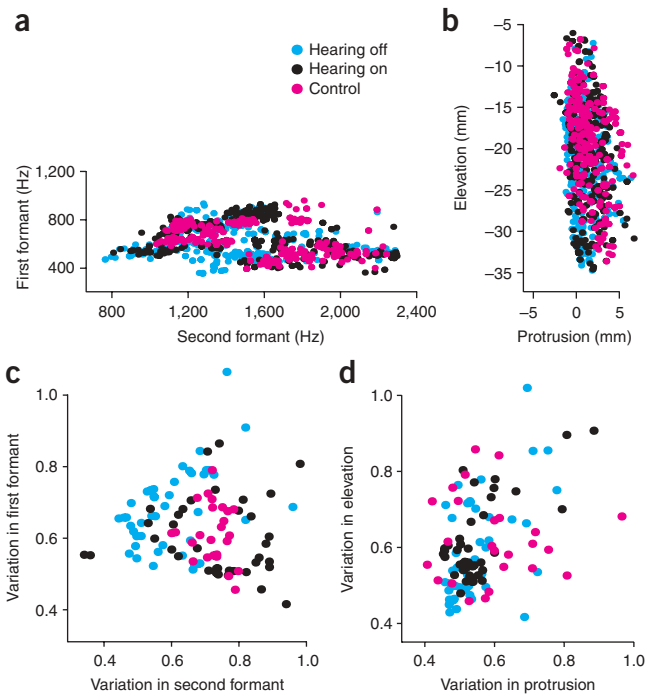 a
Hearing off
Hearing on
Control
First formant (Hz)
1,200
800
400
800
1,200
1,600
2,000
2,400
Second formant (Hz)
b
Elevation (mm)
–5
–10
–15
–20
–25
–30
–35
–5
0
5
Protrusion (mm)
c
Variation in first formant
1.0
0.8
0.6
0.4
0.4
0.6
0.8
1.0
Variation in second formant
d
Variation in elevation
1.0
0.8
0.6
0.4
0.4
0.6
0.8
1.0
Variation in protrusion